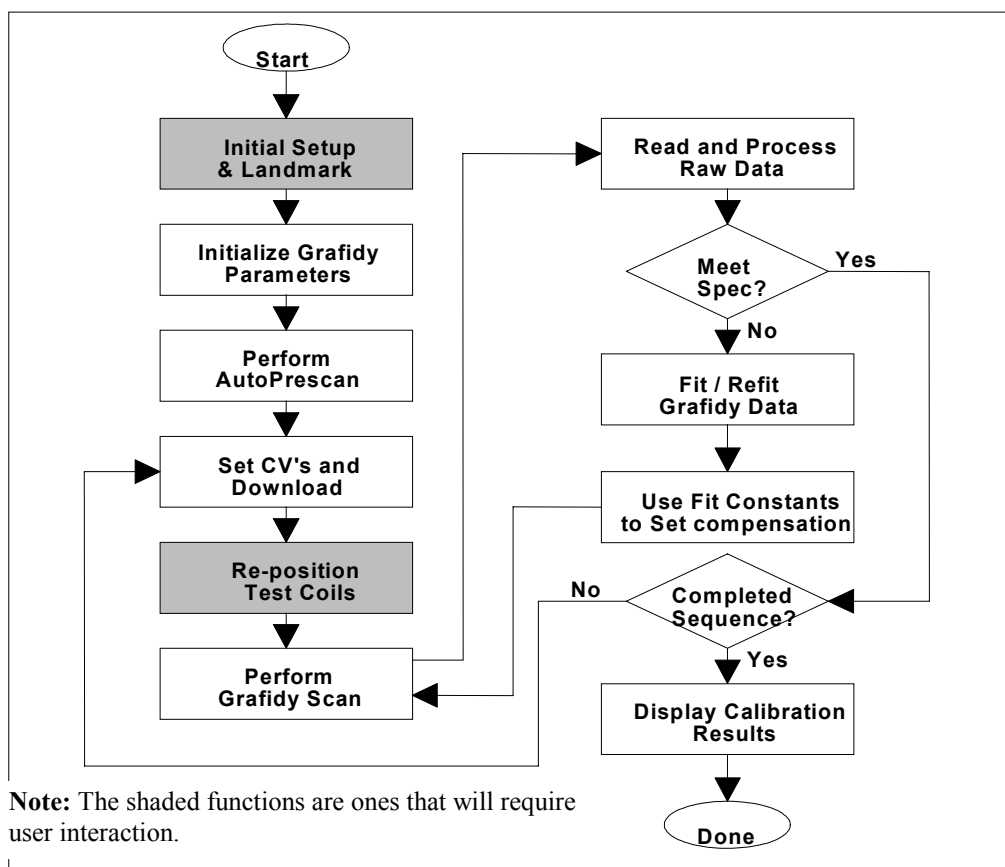 Start
Initial Setup
& Landmark
Initialize Grafidy
Parameters
Perform
AutoPrescan
Set CV's and
Download
Re-position
Test Coils
Perform
Grafidy Scan
Read and Process
Raw Data
Meet
Spec?
Yes
No
Fit / Refit
Grafidy Data
Use Fit Constants
to Set compensation
No
Completed
Sequence?
Yes
Display Calibration
Results
Done
Note: The shaded functions are ones that will require
user interaction.